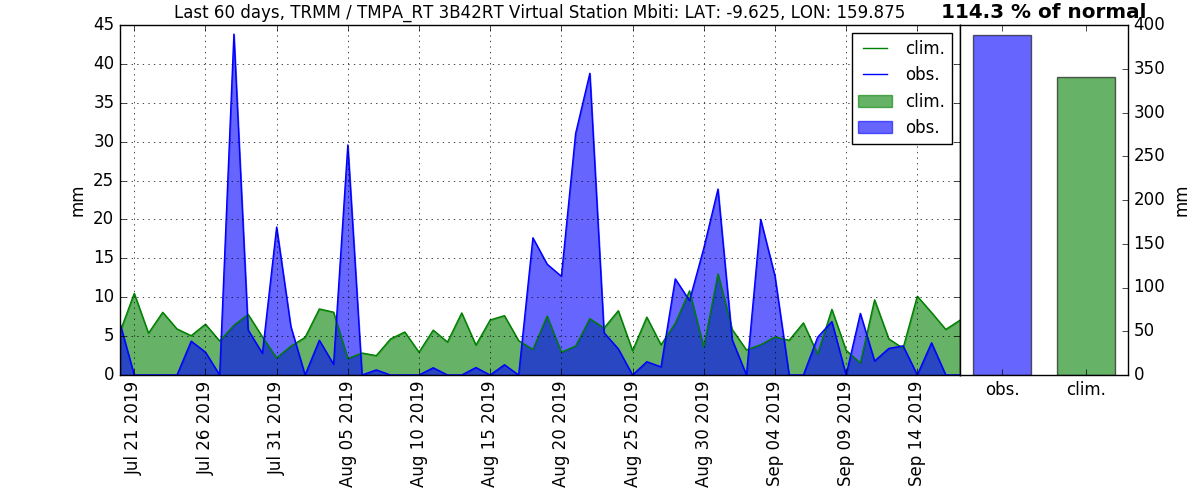 Last 60 days, TRMM / TMPA_RT 3B42RT Virtual Station Mbiti: LAT: -9.625, LON: 159.875
114.3 % of normal
45
40
35
30
25
20
15
10
5
0
mm
clim.
obs.
clim.
obs.
Jul 21 2019
Jul 26 2019
Jul 31 2019
Aug 05 2019
Aug 10 2019
Aug 15 2019
Aug 20 2019
Aug 25 2019
Aug 30 2019
Sep 04 2019
Sep 09 2019
Sep 14 2019
400
350
300
250
200
150
100
50
0
mm
obs.
clim.